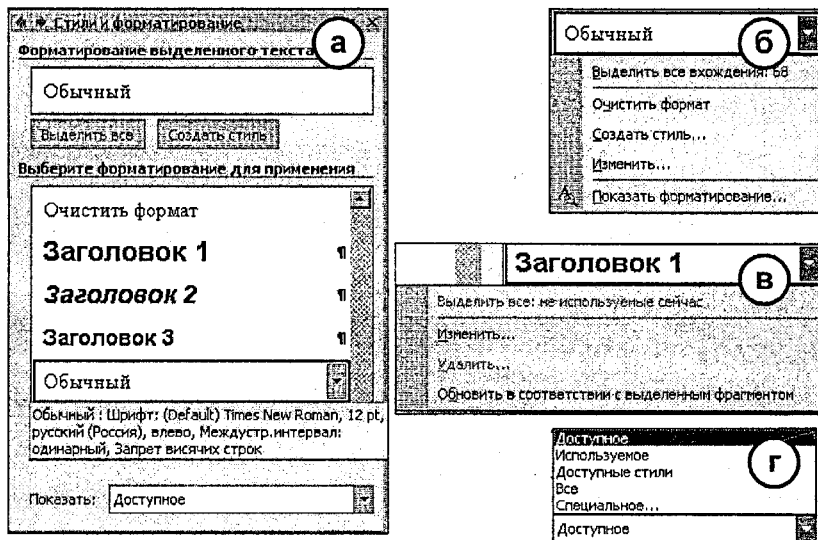 Стили и форматирование
а
Форматирование выделенного текста
Обычный
Выделить все
Создать стиль
Выберите форматирование для применения
Очистить формат
Заголовок 1 ¶
Заголовок 2 ¶
Заголовок 3 ¶
Обычный
Обычный : Шрифт: (Default) Times New Roman, 12 pt,
русский (Россия), влево, Междустр.интервал:
одинарный, Запрет висячих строк
Показать: Доступное
Обычный
б
Выделить все вхождения: 68
Очистить формат
Создать стиль...
Изменить...
Показать форматирование...
Заголовок 1
в
Выделить все: не используемые сейчас
Изменить...
Удалить...
Обновить в соответствии с выделенным фрагментом
Доступное
Используемое
Доступные стили
Все
Специальное...
г
Доступное